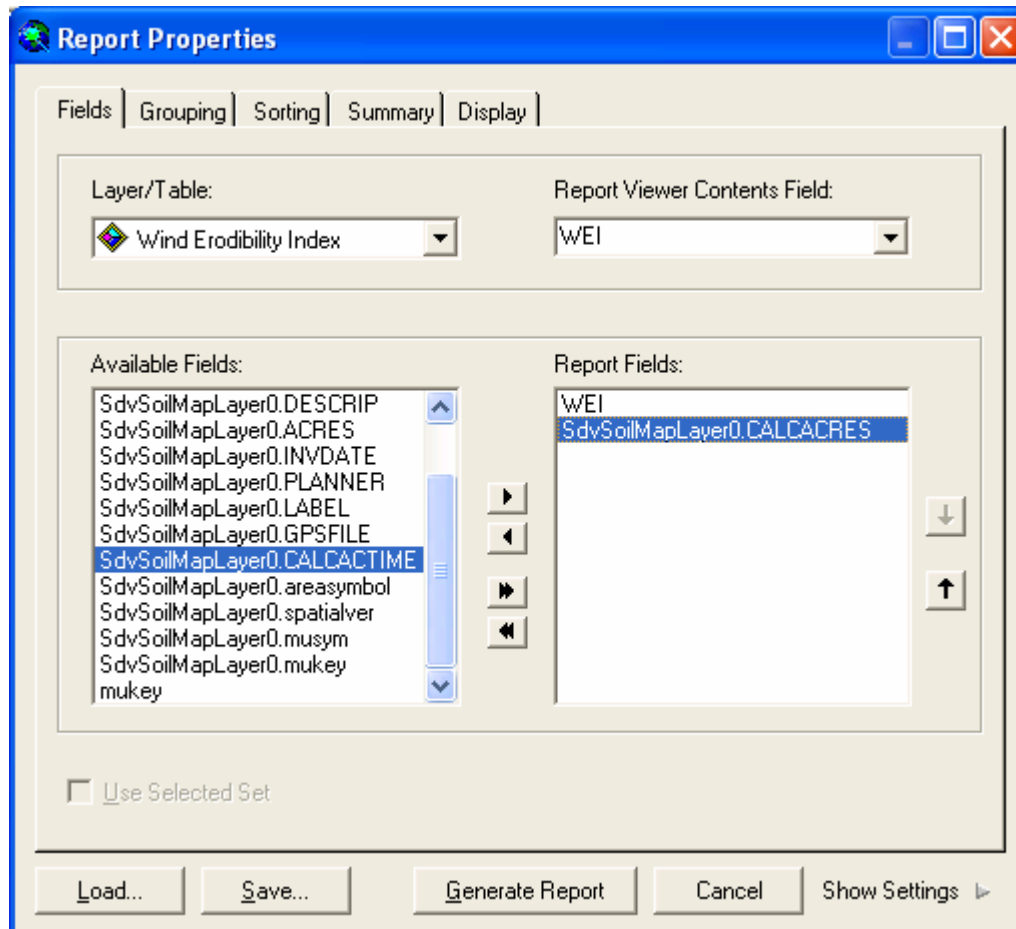 Report Properties
Fields Grouping Sorting Summary Display
Layer/Table:
Report Viewer Contents Field:
Wind Erodibility Index
WEI
Available Fields:
SdvSoilMapLayer0.DESCRIP
SdvSoilMapLayer0.ACRES
SdvSoilMapLayer0.INVDATE
SdvSoilMapLayer0.PLANNER
SdvSoilMapLayer0.LABEL
SdvSoilMapLayer0.GPSFILE
SdvSoilMapLayer0.CALCACTIME
SdvSoilMapLayer0.areasymbol
SdvSoilMapLayer0.spatialver
SdvSoilMapLayer0.musym
SdvSoilMapLayer0.mukey
mukey
Report Fields:
WEI
SdvSoilMapLayer0.CALCACRES
Use Selected Set
Load... Save... Generate Report Cancel Show Settings